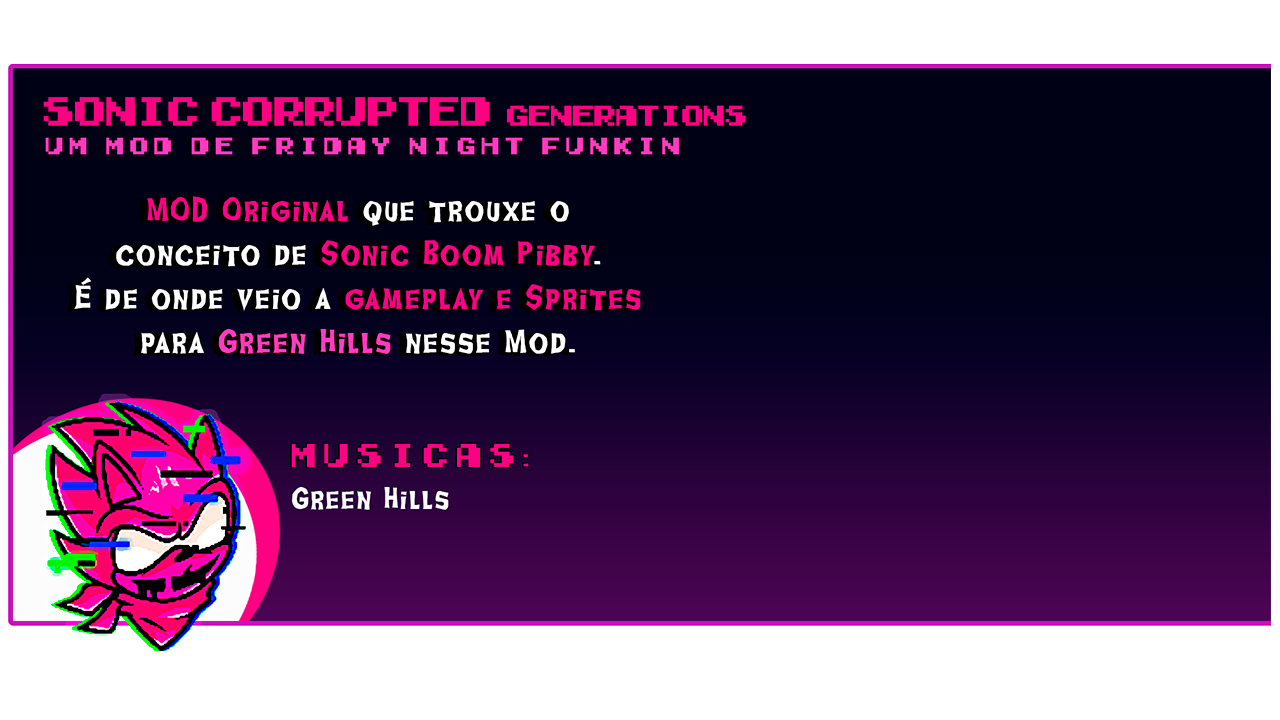 SONIC CORRUPTED GENERATIONS
UM MOD DE FRIDAY NIGHT FUNKIN
MOD ORiGiNAL QUE TROUXE O
CONCEiTO DE SONiC BOOM PiBBY.
É DE ONDE VEiO A GAMEPLAY E SPRiTES
PARA GREEN HiLLS NESSE MOD.
MUSICAS:
GREEN HiLLS